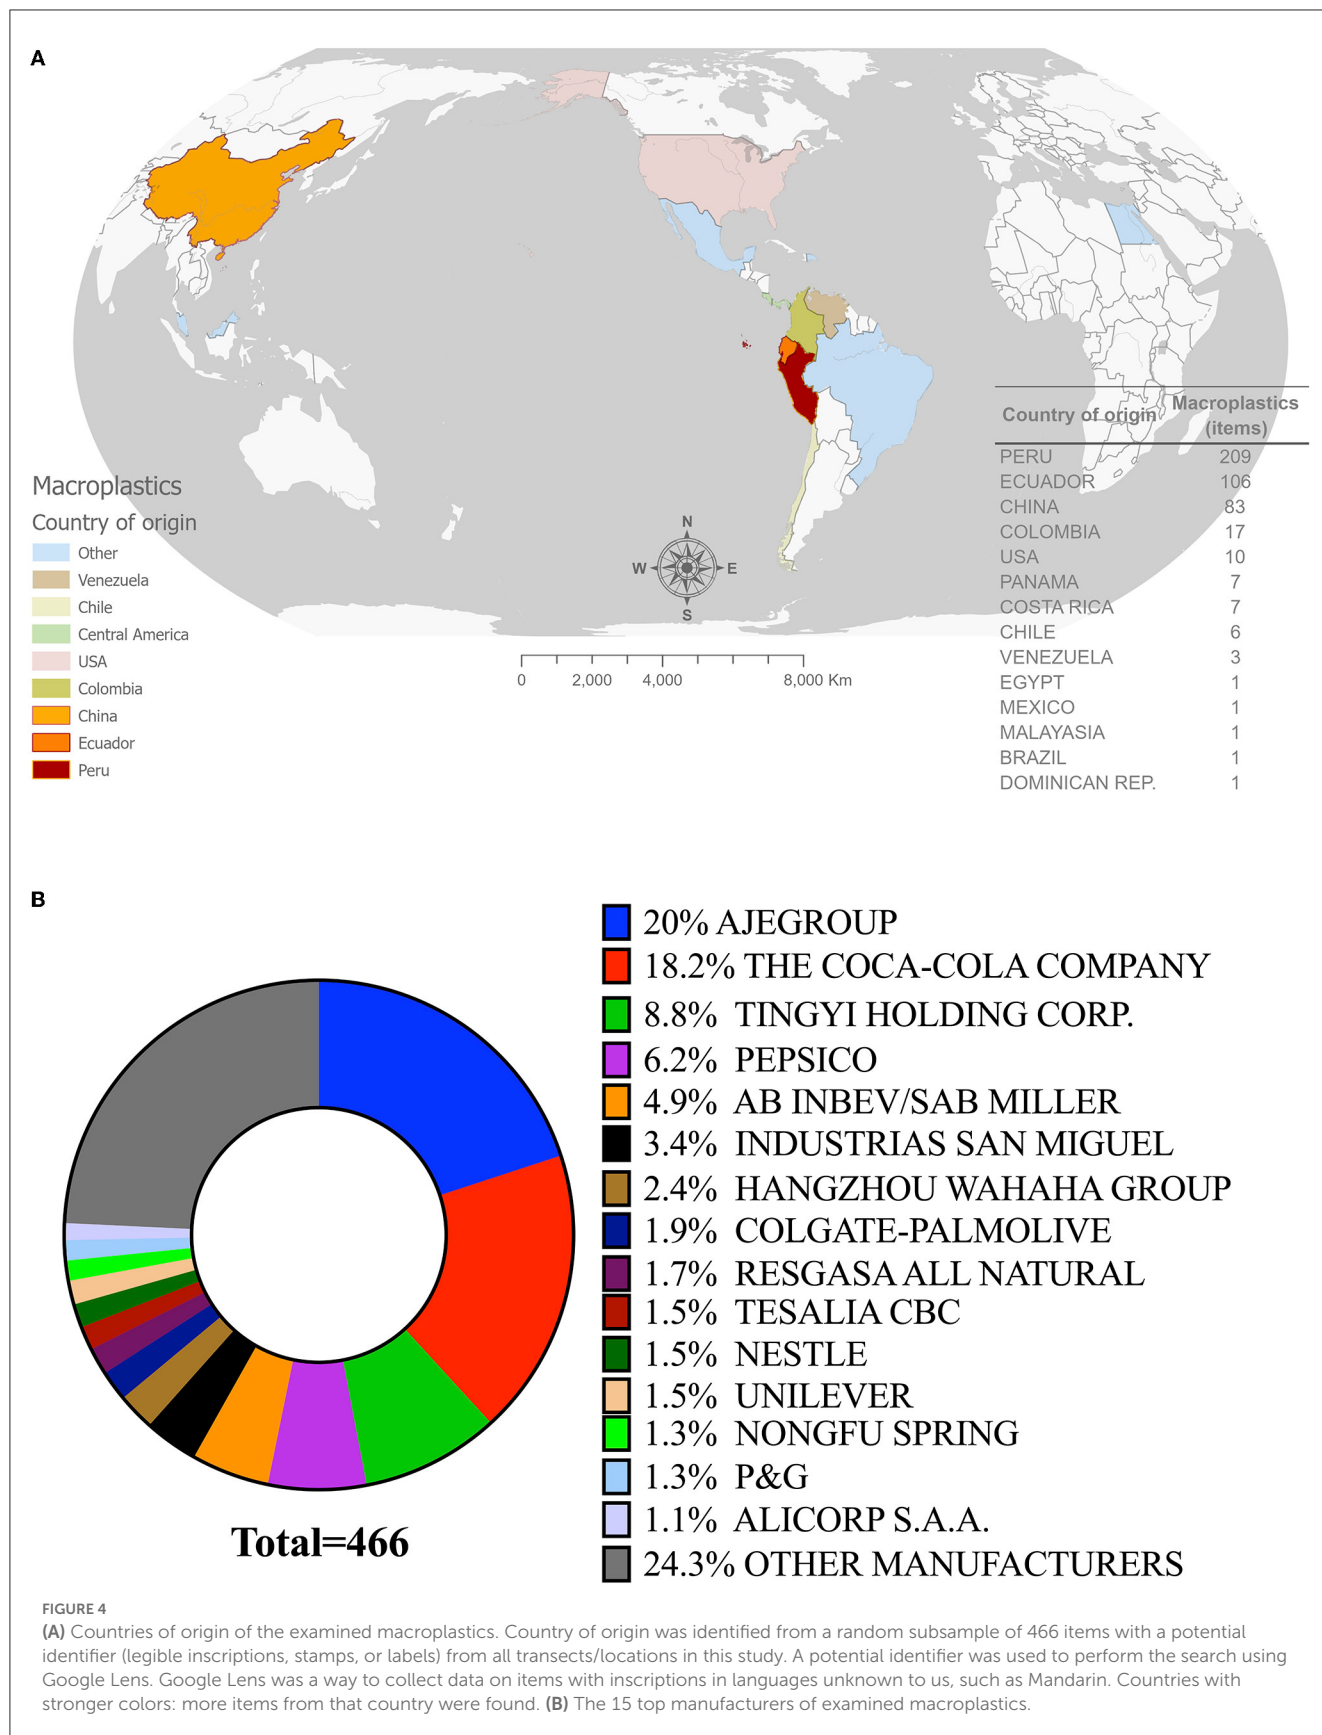 A
Macroplastics
Country of origin
Other
Venezuela
Chile
Central America
USA
Colombia
China
Ecuador
Peru
N
W E
S
0 2,000 4,000 8,000 Km
Country of origin Macroplastics (items)
PERU 209
ECUADOR 106
CHINA 83
COLOMBIA 17
USA 10
PANAMA 7
COSTA RICA 7
CHILE 6
VENEZUELA 3
EGYPT 1
MEXICO 1
MALAYASIA 1
BRAZIL 1
DOMINICAN REP. 1
B
20% AJEGROUP
18.2% THE COCA-COLA COMPANY
8.8% TINGYI HOLDING CORP.
6.2% PEPSICO
4.9% AB INBEV/SAB MILLER
3.4% INDUSTRIAS SAN MIGUEL
2.4% HANGZHOU WAHAHA GROUP
1.9% COLGATE-PALMOLIVE
1.7% RESGASA ALL NATURAL
1.5% TESALIA CBC
1.5% NESTLE
1.5% UNILEVER
1.3% NONGFU SPRING
1.3% P&G
1.1% ALICORP S.A.A.
24.3% OTHER MANUFACTURERS
Total=466
FIGURE 4
(A) Countries of origin of the examined macroplastics. Country of origin was identified from a random subsample of 466 items with a potential
identifier (legible inscriptions, stamps, or labels) from all transects/locations in this study. A potential identifier was used to perform the search using
Google Lens. Google Lens was a way to collect data on items with inscriptions in languages unknown to us, such as Mandarin. Countries with
stronger colors: more items from that country were found. (B) The 15 top manufacturers of examined macroplastics.